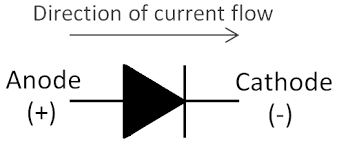 Direction of current flow
Anode
(+)
Cathode
(-)